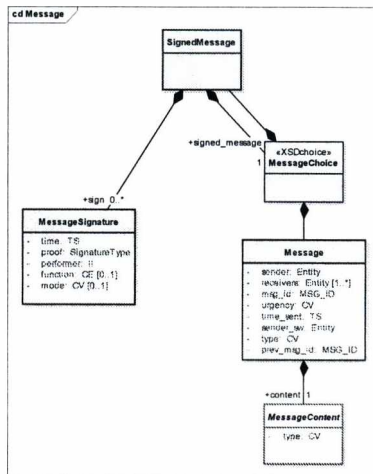 cd Message
SignedMessage
+signed_message
1
«XSDchoice»
MessageChoice
+sign 0..*
MessageSignature
- time: TS
- proof: SignatureType
- performer: II
- function: CE [0..1]
- mode: CV [0..1]
Message
- sender: Entity
- receivers: Entity [1..*]
- msg_id: MSG_ID
- urgency: CV
- time_sent: TS
- sender_sw: Entity
- type: CV
- prev_msg_id: MSG_ID
+content 1
MessageContent
- type: CV